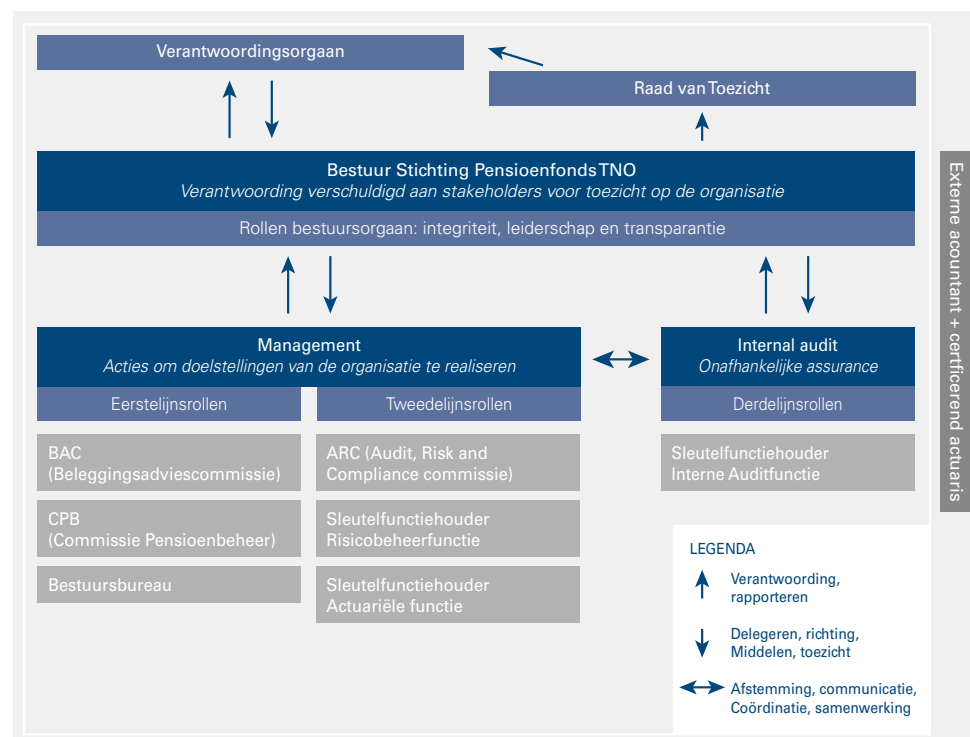 Verantwoordingsorgaan
Raad van Toezicht
Bestuur Stichting Pensioenfonds TNO
Verantwoording verschuldigd aan stakeholders voor toezicht op de organisatie
Rollen bestuursorgaan: integriteit, leiderschap en transparantie
Management
Acties om doelstellingen van de organisatie te realiseren
Eerstelijnsrollen
Tweedelijnsrollen
BAC
(Beleggingsadviescommissie)
CPB
(Commissie Pensioenbeheer)
Bestuursbureau
ARC (Audit, Risk and
Compliance commissie)
Sleutelfunctiehouder
Risicobeheerfunctie
Sleutelfunctiehouder
Actuariële functie
Internal audit
Onafhankelijke assurance
Derdelijnsrollen
Sleutelfunctiehouder
Interne Auditfunctie
LEGENDA
Verantwoording,
rapporteren
Delegeren, richting,
Middelen, toezicht
Afstemming, communicatie,
Coördinatie, samenwerking
Externe acountant + certficerend actuaris